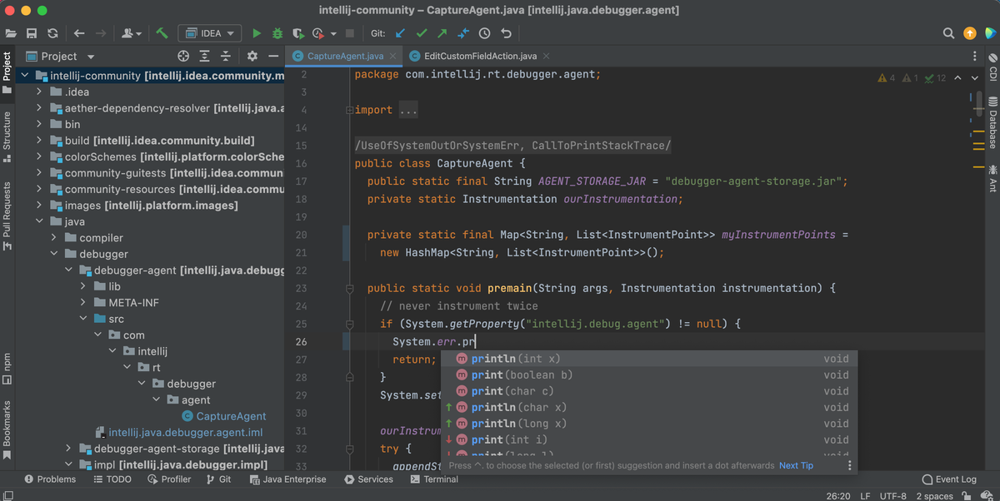 intellij-community – CaptureAgent.java [intellij.java.debugger.agent]
IDEA
Git:
Project
CaptureAgent.java
EditCustomFieldAction.java
Project
Structure
Pull Requests
npm
Bookmarks
intellij-community [intellij.idea.community.m
.idea
aether-dependency-resolver [intellij.java.a
bin
build [intellij.idea.community.build]
colorSchemes [intellij.platform.colorSche
community-guitests [intellij.idea.commun
community-resources [intellij.idea.commu
images [intellij.platform.images]
java
compiler
debugger
debugger-agent [intellij.java.debugg
lib
META-INF
src
com
intellij
rt
debugger
agent
CaptureAgent
intellij.java.debugger.agent.iml
debugger-agent-storage [intellij.java
impl [intellij.java.debugger.impl]
2 package com.intellij.rt.debugger.agent;
4 1 12
3
4 import ...
14
15 /UseOfSystemOutOrSystemErr, CallToPrintStackTrace/
16 public class CaptureAgent {
17 public static final String AGENT_STORAGE_JAR = "debugger-agent-storage.jar";
18 private static Instrumentation ourInstrumentation;
19
20 private static final Map<String, List<InstrumentPoint>> myInstrumentPoints =
21 new HashMap<String, List<InstrumentPoint>>();
22
23 public static void premain(String args, Instrumentation instrumentation) {
24 // never instrument twice
25 if (System.getProperty("intellij.debug.agent") != null) {
26 System.err.pr
27 return;
28 }
29 System.set
30
31 ourInstrum
32 try {
33 appendSt
println(int x) void
print(boolean b) void
print(char c) void
println(char x) void
println(long x) void
print(int i) void
print(long l) void
Press ^. to choose the selected (or first) suggestion and insert a dot afterwards Next Tip
CDI
Database
Ant
Problems
TODO
Profiler
Git
Java Enterprise
Services
Terminal
Event Log
26:20 LF UTF-8 2 spaces